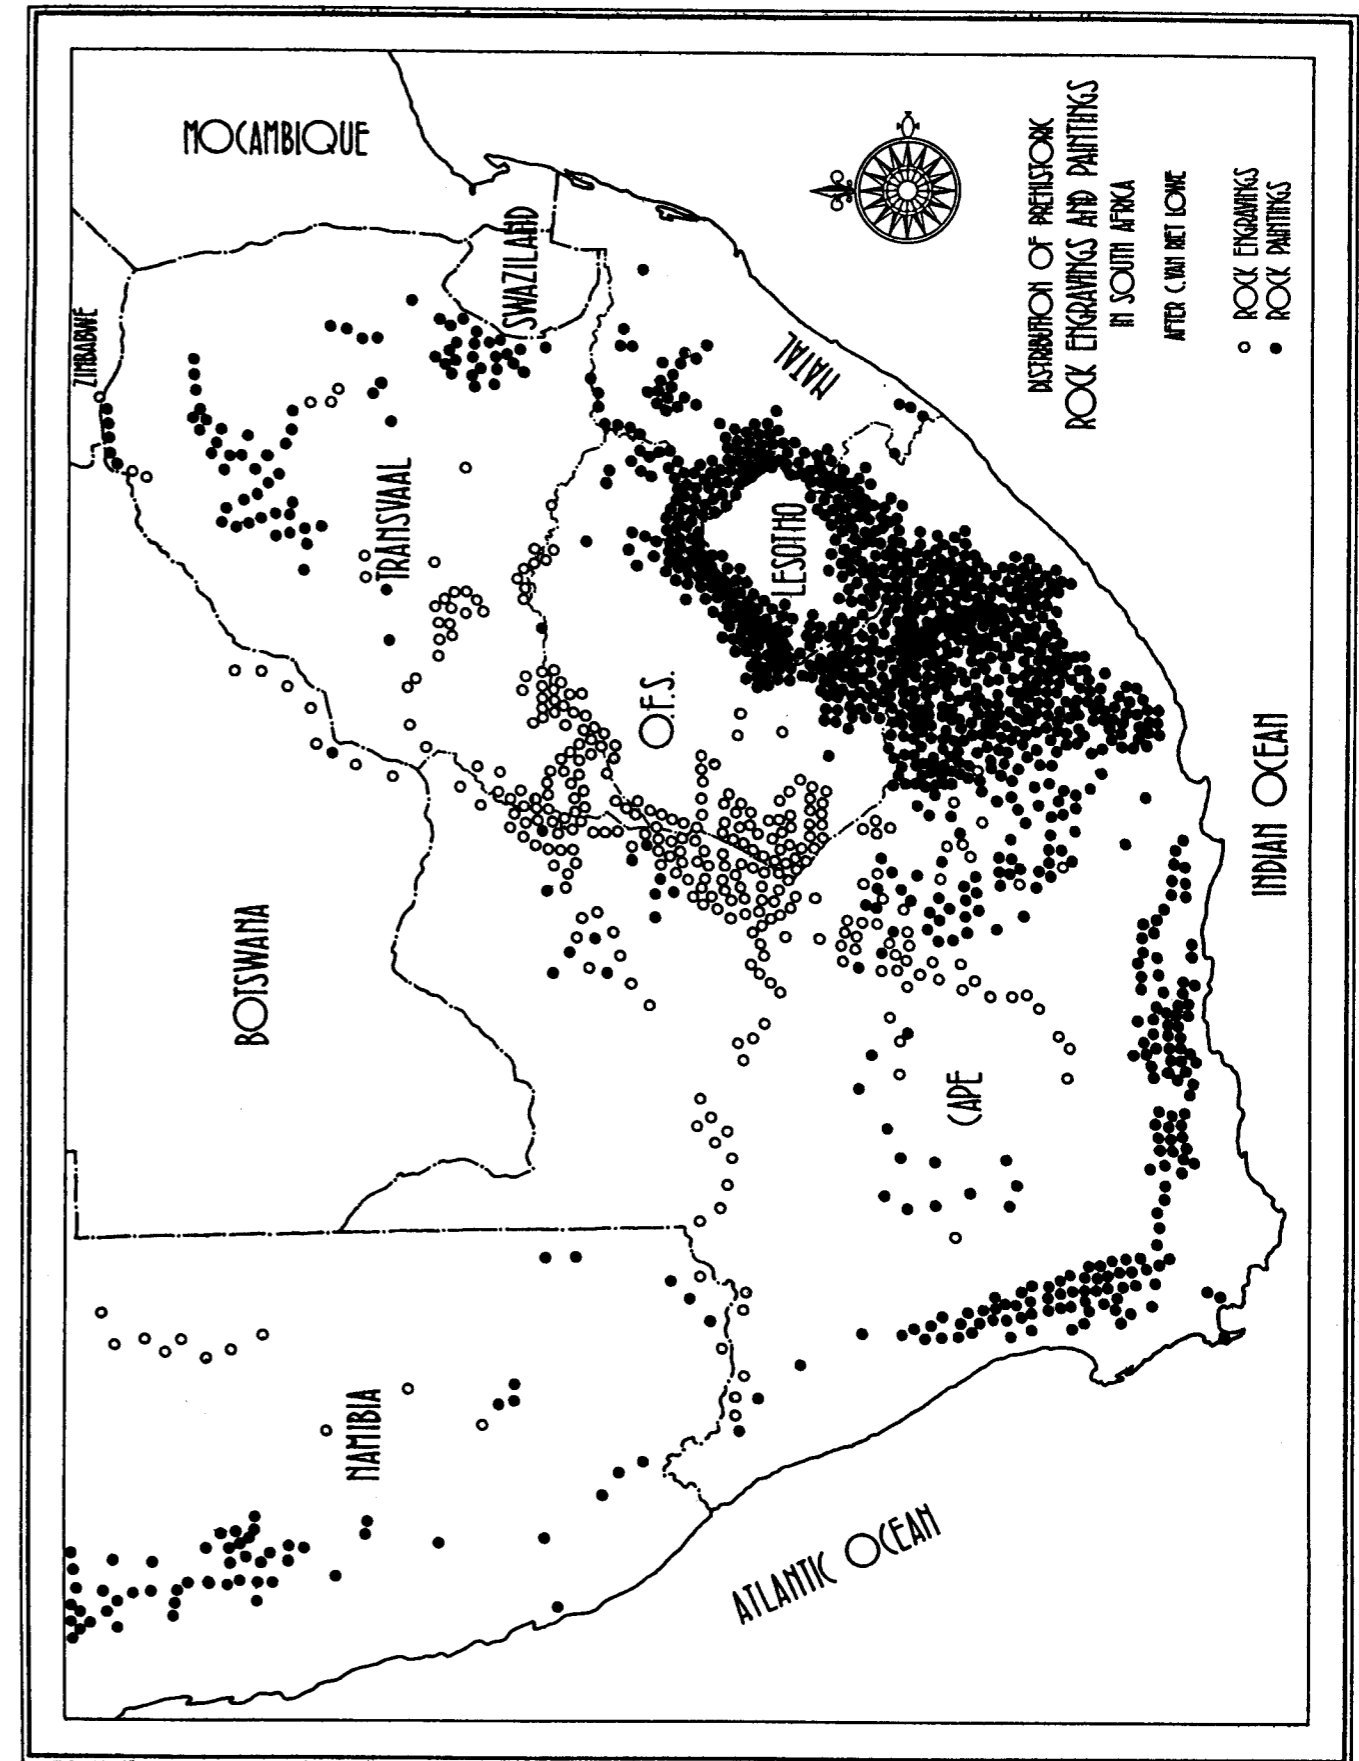 MOCAMBIQUE
ZIMBABWE
SWAZILAND
TRANSVAAL
NATAL
LESOTHO
O.F.S.
BOTSWANA
CAPE
NAMIBIA
INDIAN OCEAN
ATLANTIC OCEAN
DISTRIBUTION OF PREHISTORIC
ROCK ENGRAVINGS AND PAINTINGS
IN SOUTH AFRICA
AFTER C.VAN RIET LOWE
ROCK ENGRAVINGS
ROCK PAINTINGS